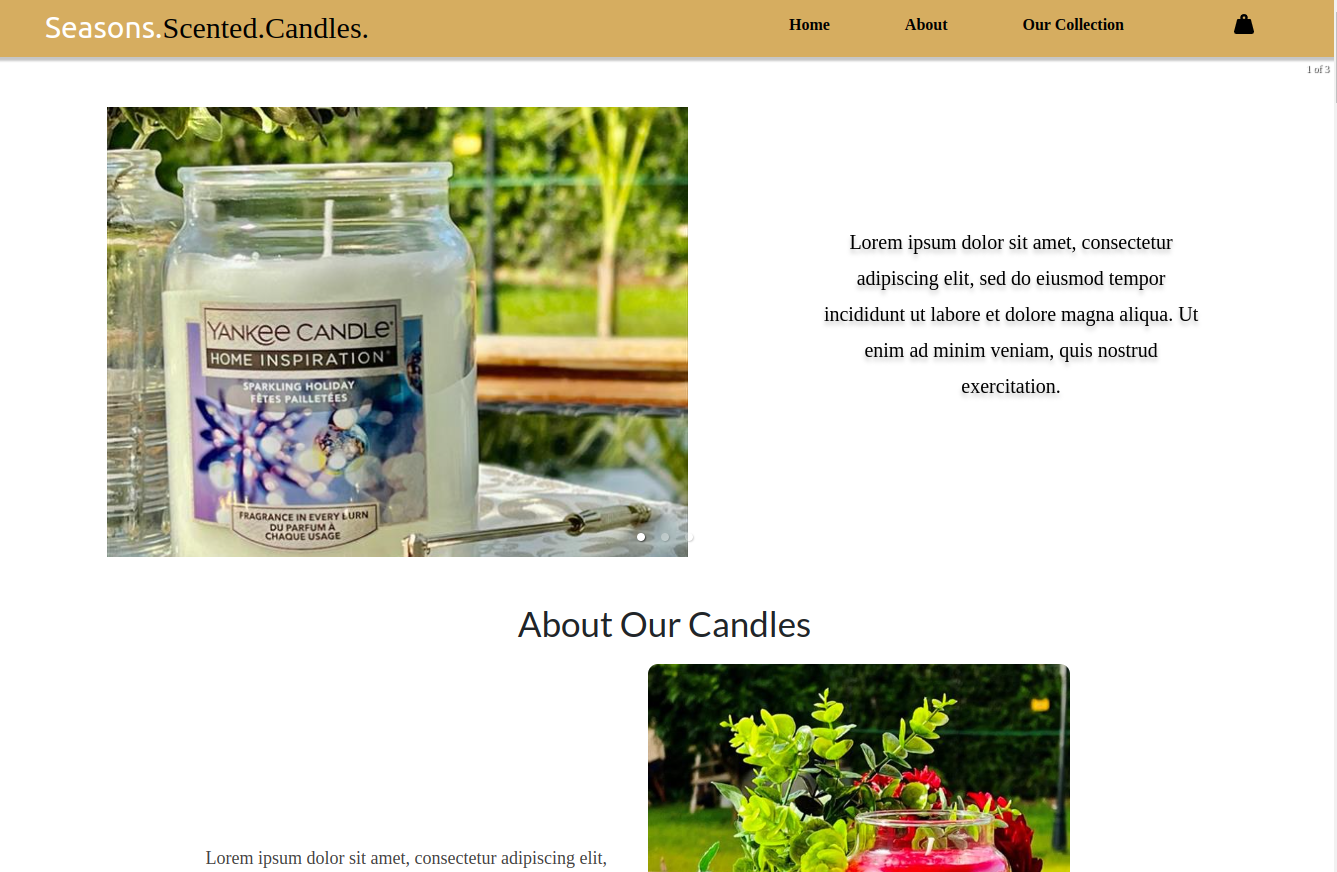 Seasons.Scented.Candles.
Home About Our Collection
1 of 3
YANKEE CANDLE®
HOME INSPIRATION®
SPARKLING HOLIDAY
FÊTES PAILLETÉES
FRAGRANCE IN EVERY BURN
DU PARFUM À
CHAQUE USAGE
Lorem ipsum dolor sit amet, consectetur
adipiscing elit, sed do eiusmod tempor
incididunt ut labore et dolore magna aliqua. Ut
enim ad minim veniam, quis nostrud
exercitation.
About Our Candles
Lorem ipsum dolor sit amet, consectetur adipiscing elit,